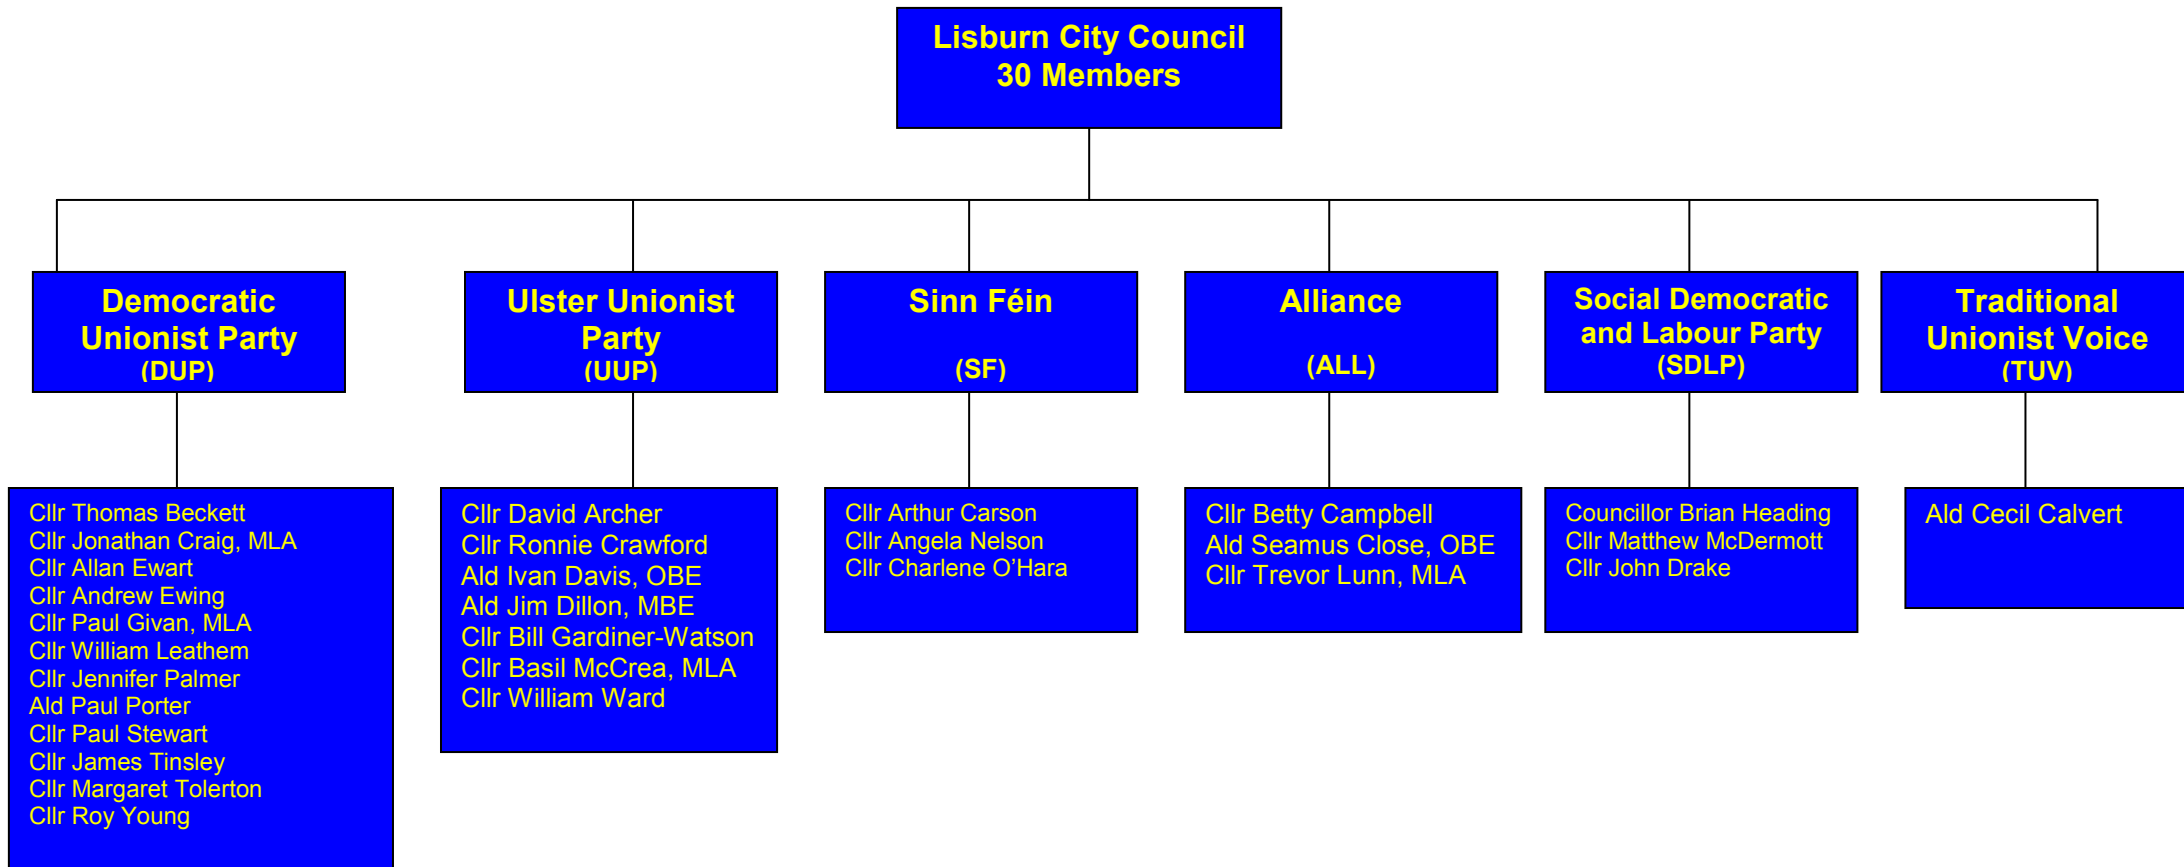 Lisburn City Council
30 Members
Democratic
Unionist Party
(DUP)
Ulster Unionist
Party
(UUP)
Sinn Féin
(SF)
Alliance
(ALL)
Social Democratic
and Labour Party
(SDLP)
Traditional
Unionist Voice
(TUV)
Cllr Thomas Beckett
Cllr Jonathan Craig, MLA
Cllr Allan Ewart
Cllr Andrew Ewing
Cllr Paul Givan, MLA
Cllr William Leathem
Cllr Jennifer Palmer
Ald Paul Porter
Cllr Paul Stewart
Cllr James Tinsley
Cllr Margaret Tolerton
Cllr Roy Young
Cllr David Archer
Cllr Ronnie Crawford
Ald Ivan Davis, OBE
Ald Jim Dillon, MBE
Cllr Bill Gardiner-Watson
Cllr Basil McCrea, MLA
Cllr William Ward
Cllr Arthur Carson
Cllr Angela Nelson
Cllr Charlene O’Hara
Cllr Betty Campbell
Ald Seamus Close, OBE
Cllr Trevor Lunn, MLA
Councillor Brian Heading
Cllr Matthew McDermott
Cllr John Drake
Ald Cecil Calvert